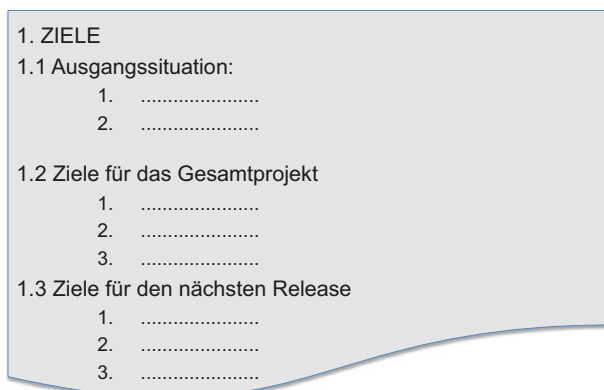 1. ZIELE
1.1 Ausgangssituation:
1. ......................
2. ......................
1.2 Ziele für das Gesamtprojekt
1. ......................
2. ......................
3. ......................
1.3 Ziele für den nächsten Release
1. ......................
2. ......................
3. ......................